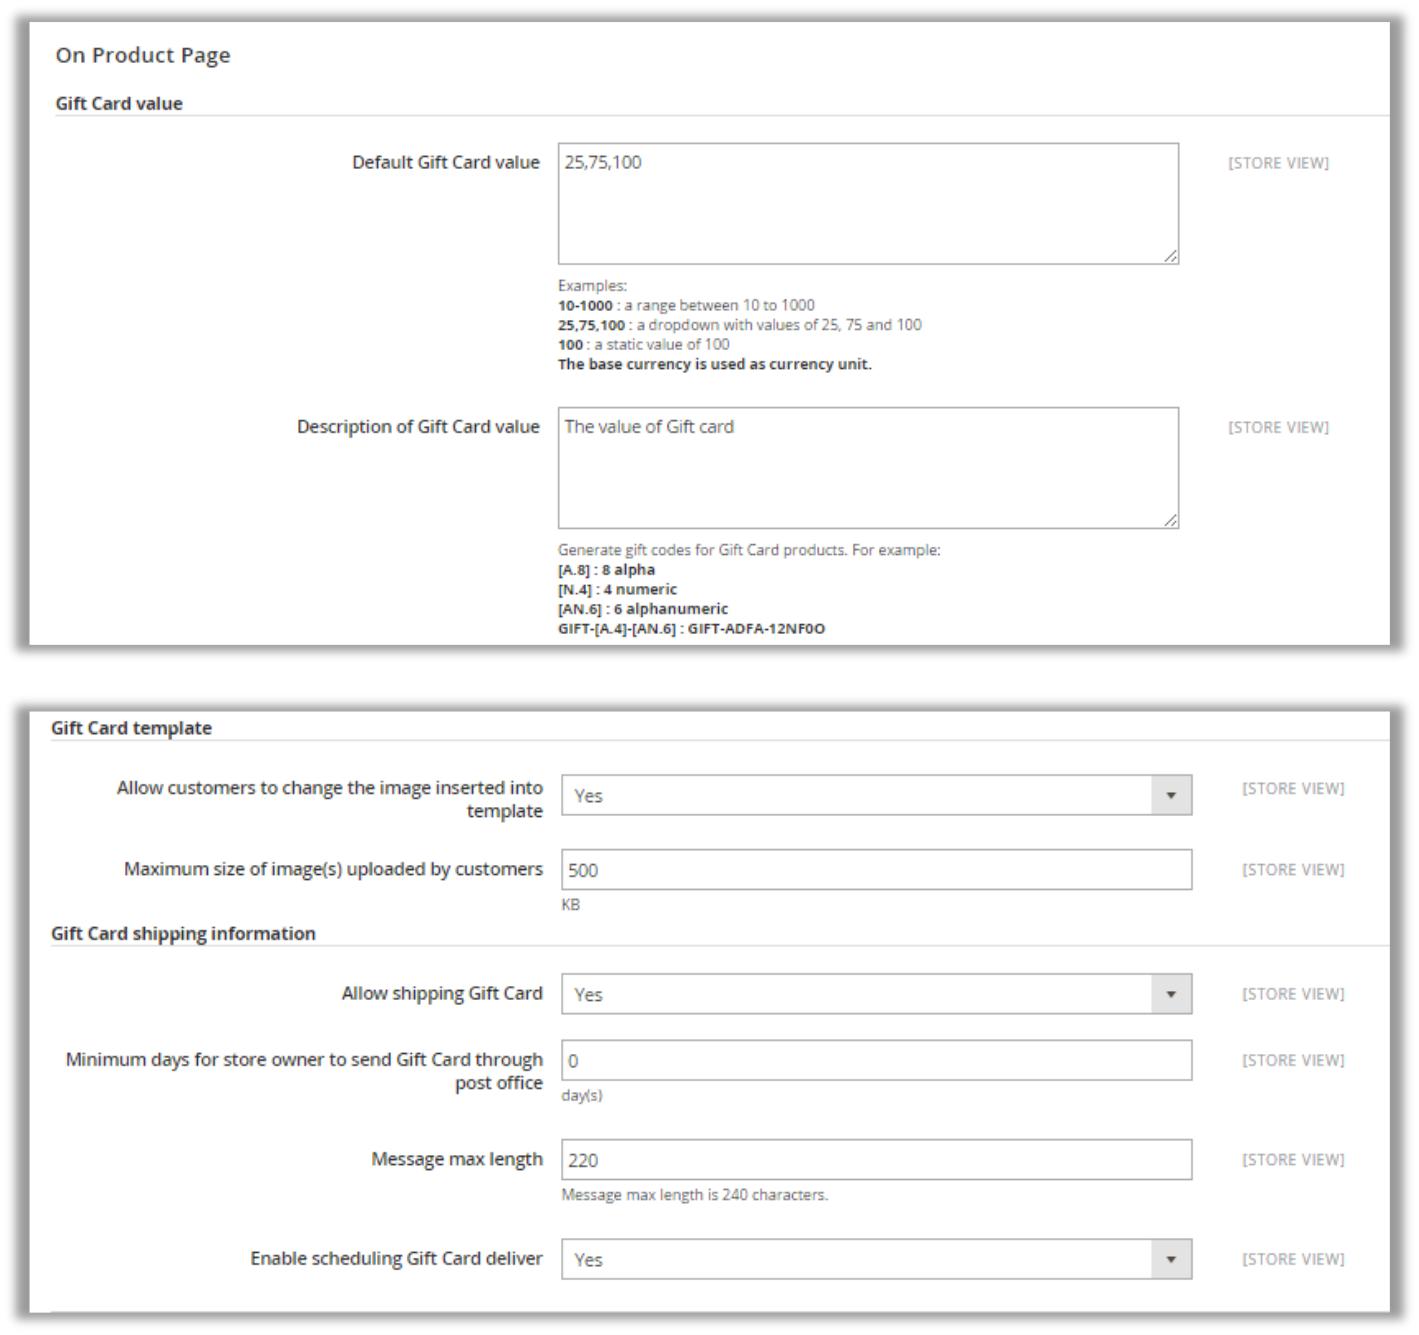 On Product Page
Gift Card value
Default Gift Card value
25,75,100
[STORE VIEW]
Examples:
10-1000 : a range between 10 to 1000
25,75,100 : a dropdown with values of 25, 75 and 100
100 : a static value of 100
The base currency is used as currency unit.
Description of Gift Card value
The value of Gift card
[STORE VIEW]
Generate gift codes for Gift Card products. For example:
[A.8] : 8 alpha
[N.4] : 4 numeric
[AN.6] : 6 alphanumeric
GIFT-[A.4]-[AN.6] : GIFT-ADFA-12NF0O
Gift Card template
Allow customers to change the image inserted into
template
Yes
[STORE VIEW]
Maximum size of image(s) uploaded by customers
500
[STORE VIEW]
KB
Gift Card shipping information
Allow shipping Gift Card
Yes
[STORE VIEW]
Minimum days for store owner to send Gift Card through
post office
0
[STORE VIEW]
day(s)
Message max length
220
[STORE VIEW]
Message max length is 240 characters.
Enable scheduling Gift Card deliver
Yes
[STORE VIEW]